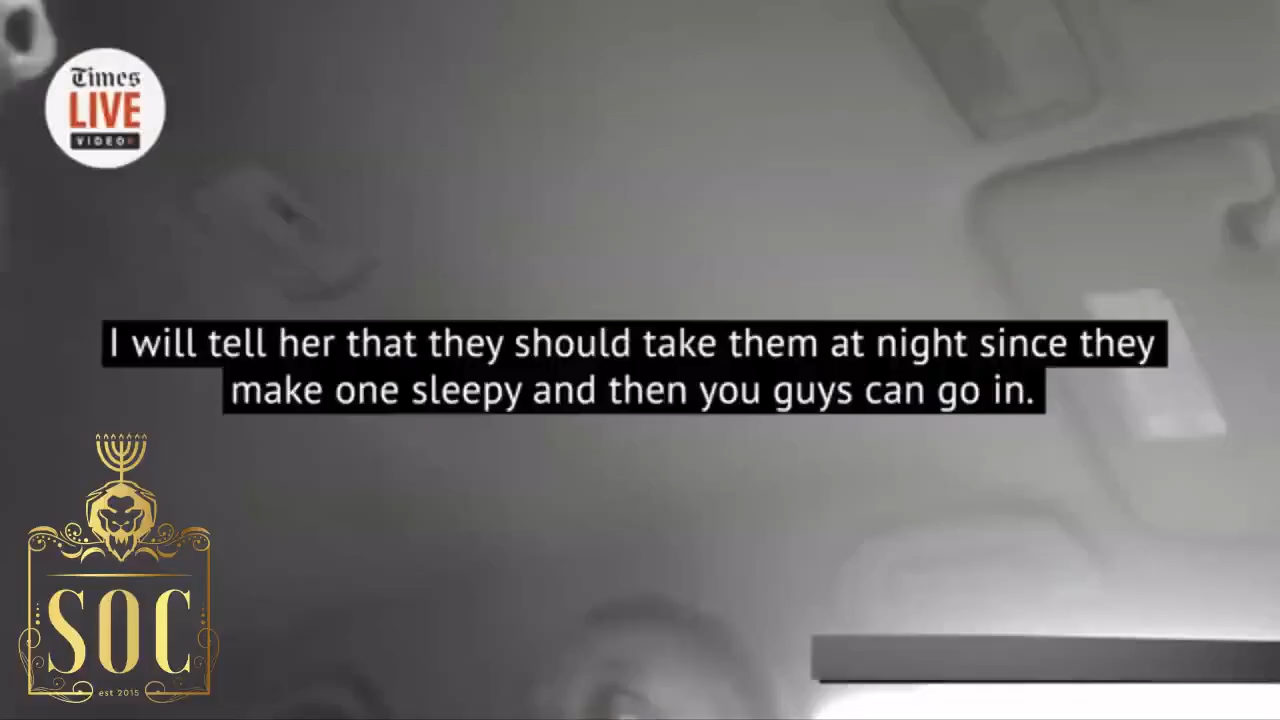 Times
LIVE
VIDEO
I will tell her that they should take them at night since they
make one sleepy and then you guys can go in.
SOC
est 2015